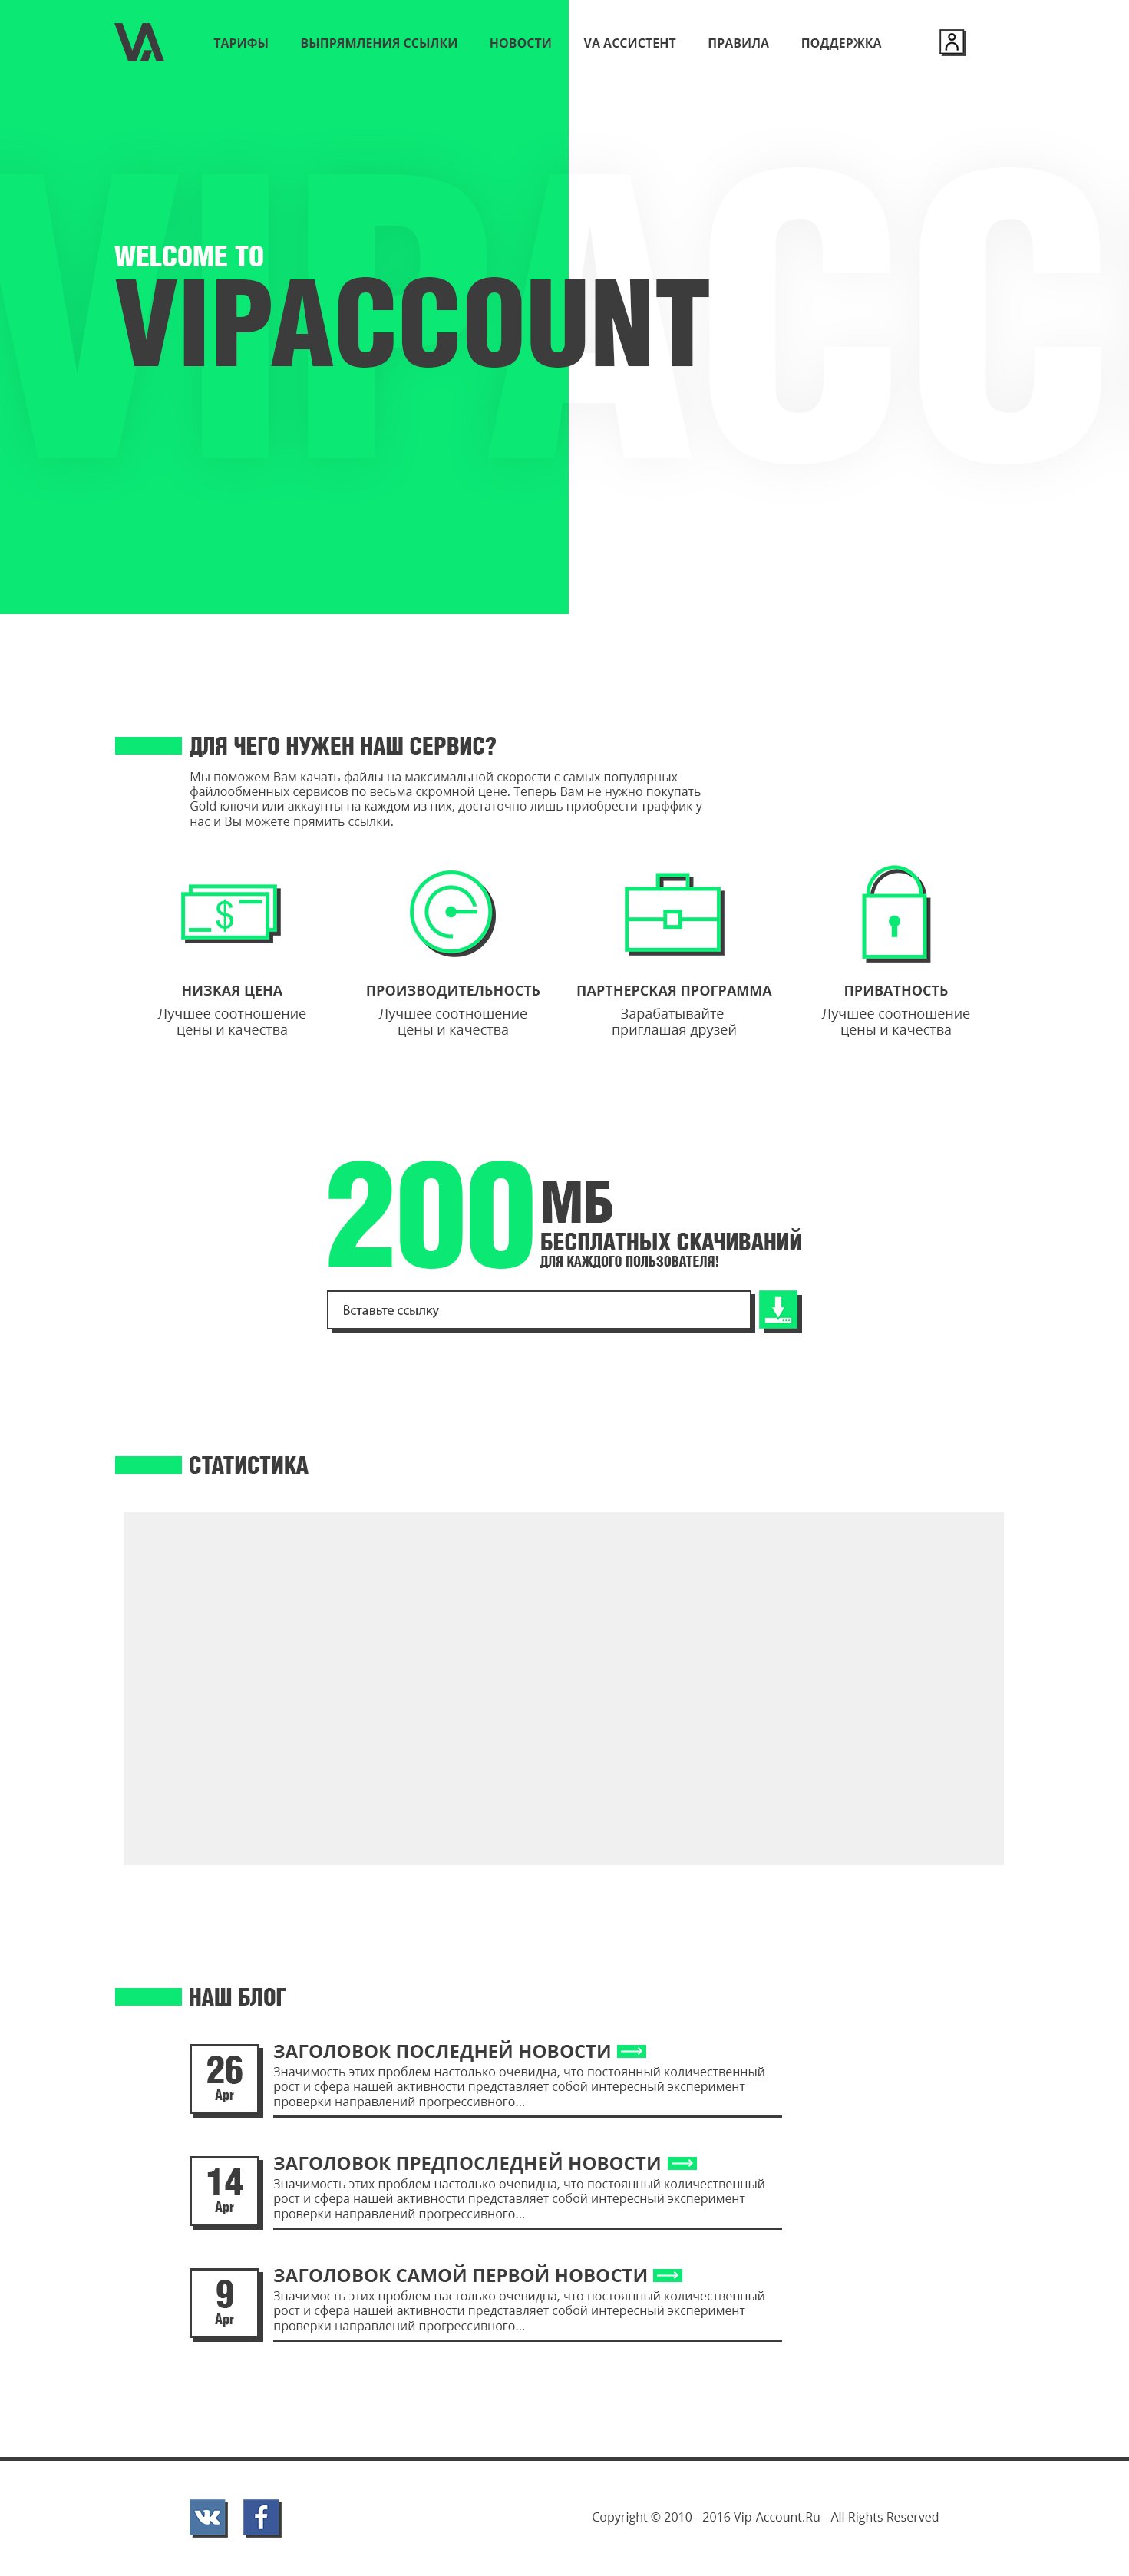 VA
ТАРИФЫ ВЫПРЯМЛЕНИЯ ССЫЛКИ НОВОСТИ VA АССИСТЕНТ ПРАВИЛА ПОДДЕРЖКА
VIPACC
WELCOME TO
VIPACCOUNT
ДЛЯ ЧЕГО НУЖЕН НАШ СЕРВИС?
Мы поможем Вам качать файлы на максимальной скорости с самых популярных
файлообменных сервисов по весьма скромной цене. Теперь Вам не нужно покупать
Gold ключи или аккаунты на каждом из них, достаточно лишь приобрести траффик у
нас и Вы можете прямить ссылки.
$
НИЗКАЯ ЦЕНА
Лучшее соотношение
цены и качества
ПРОИЗВОДИТЕЛЬНОСТЬ
Лучшее соотношение
цены и качества
ПАРТНЕРСКАЯ ПРОГРАММА
Зарабатывайте
приглашая друзей
ПРИВАТНОСТЬ
Лучшее соотношение
цены и качества
200 МБ
БЕСПЛАТНЫХ СКАЧИВАНИЙ
ДЛЯ КАЖДОГО ПОЛЬЗОВАТЕЛЯ!
Вставьте ссылку
СТАТИСТИКА
НАШ БЛОГ
26
Apr
ЗАГОЛОВОК ПОСЛЕДНЕЙ НОВОСТИ
Значимость этих проблем настолько очевидна, что постоянный количественный
рост и сфера нашей активности представляет собой интересный эксперимент
проверки направлений прогрессивного...
14
Apr
ЗАГОЛОВОК ПРЕДПОСЛЕДНЕЙ НОВОСТИ
Значимость этих проблем настолько очевидна, что постоянный количественный
рост и сфера нашей активности представляет собой интересный эксперимент
проверки направлений прогрессивного...
9
Apr
ЗАГОЛОВОК САМОЙ ПЕРВОЙ НОВОСТИ
Значимость этих проблем настолько очевидна, что постоянный количественный
рост и сфера нашей активности представляет собой интересный эксперимент
проверки направлений прогрессивного...
Copyright © 2010 - 2016 Vip-Account.Ru - All Rights Reserved